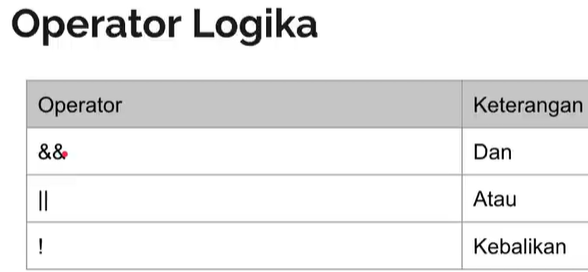 Operator Logika
Operator Keterangan
&& Dan
|| Atau
! Kebalikan